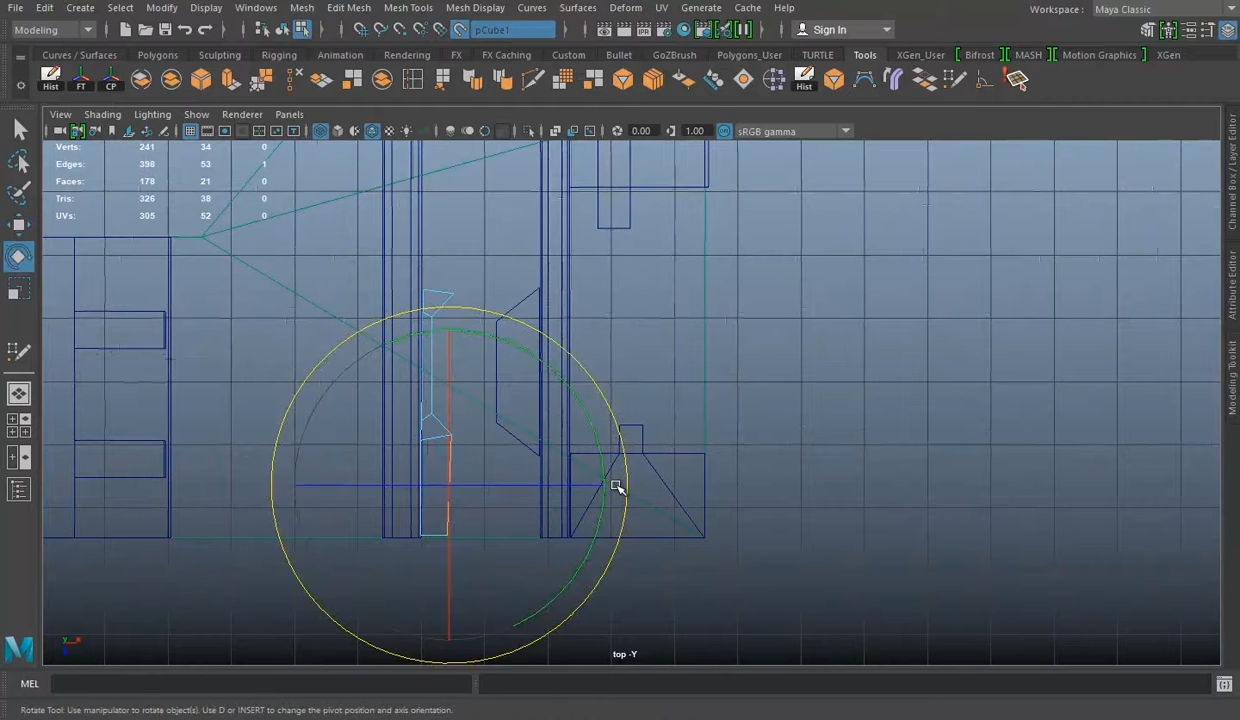 File Edit Create Select Modify Display Windows Mesh Edit Mesh Mesh Tools Mesh Display Curves Surfaces Deform UV Generate Cache Help Workspace : Maya Classic
Modeling pCube1 Sign In
Curves / Surfaces Polygons Sculpting Rigging Animation Rendering FX FX Caching Custom Bullet GoZBrush Polygons_User TURTLE Tools XGen_User Bifrost MASH Motion Graphics XGen
Hist FT CP Hist
View Shading Lighting Show Renderer Panels
0.00 1.00 sRGB gamma
Verts: 241 34 0
Edges: 398 53 1
Faces: 178 21 0
Tris: 326 38 0
UVs: 305 52 0
Channel Box / Layer Editor
Attribute Editor
Modeling Toolkit
y x
top -Y
MEL
Rotate Tool: Use manipulator to rotate object(s). Use D or INSERT to change the pivot position and axis orientation.